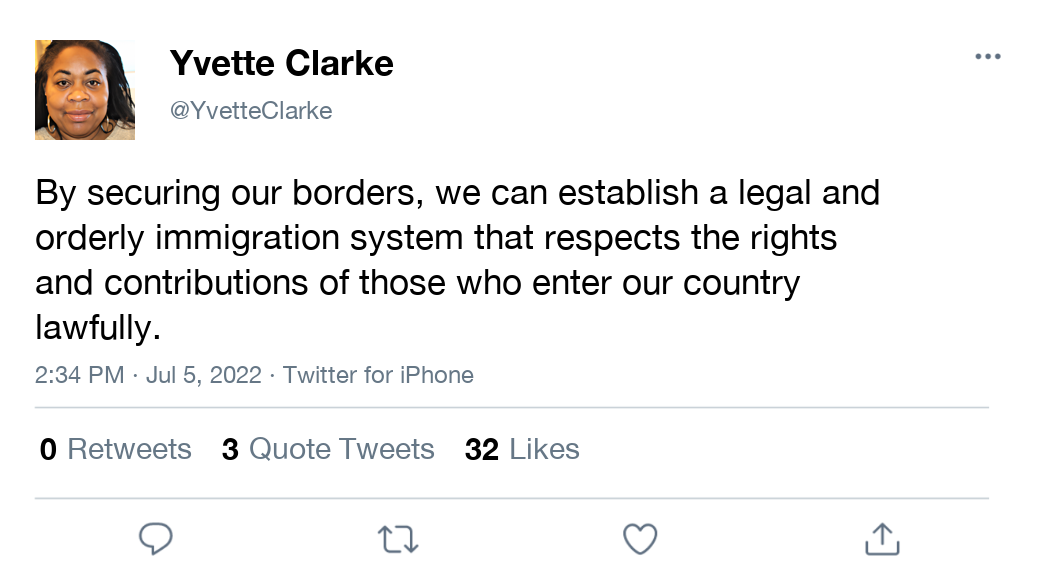 Yvette Clarke
@YvetteClarke
By securing our borders, we can establish a legal and
orderly immigration system that respects the rights
and contributions of those who enter our country
lawfully.
2:34 PM · Jul 5, 2022 · Twitter for iPhone
0 Retweets 3 Quote Tweets 32 Likes